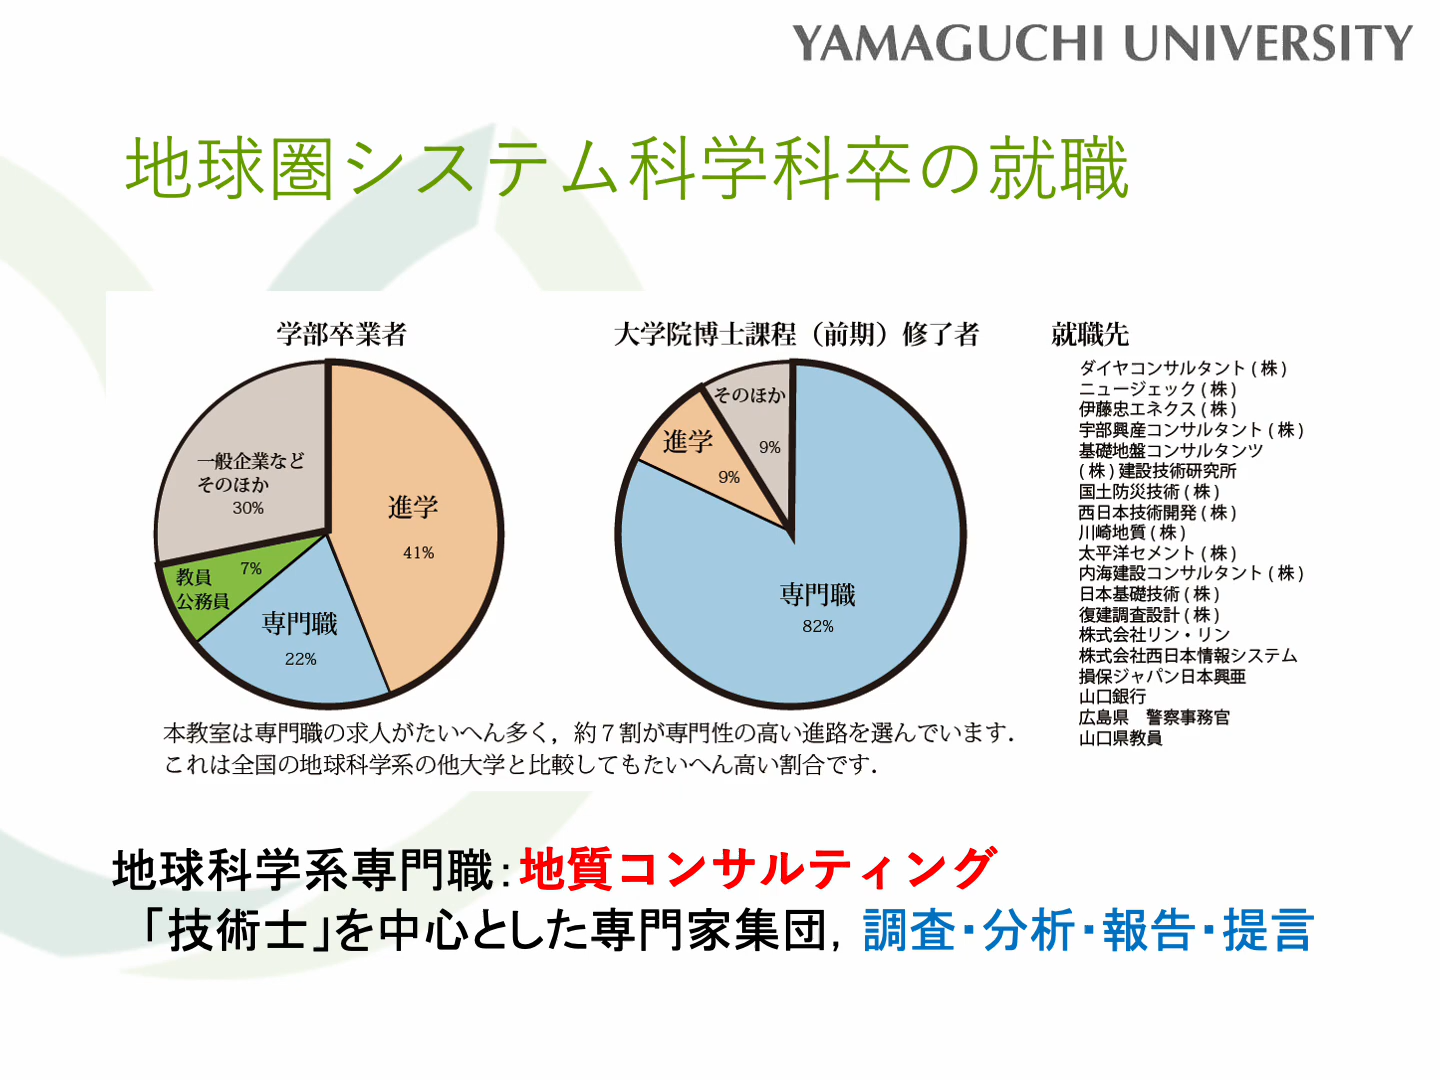 YAMAGUCHI UNIVERSITY
地球圏システム科学科卒の就職
学部卒業者
進学
41%
専門職
22%
教員
公務員
7%
一般企業など
そのほか
30%
大学院博士課程（前期）修了者
そのほか
9%
進学
9%
専門職
82%
就職先
ダイヤコンサルタント(株)
ニュージェック(株)
伊藤忠エネクス(株)
宇部興産コンサルタント(株)
基礎地盤コンサルタンツ
(株)建設技術研究所
国土防災技術(株)
西日本技術開発(株)
川崎地質(株)
太平洋セメント(株)
内海建設コンサルタント(株)
日本基礎技術(株)
復建調査設計(株)
株式会社リン・リン
株式会社西日本情報システム
損保ジャパン日本興亜
山口銀行
広島県　警察事務官
山口県教員
本教室は専門職の求人がたいへん多く，約７割が専門性の高い進路を選んでいます．
これは全国の地球科学系の他大学と比較してもたいへん高い割合です．
地球科学系専門職：地質コンサルティング
「技術士」を中心とした専門家集団，調査・分析・報告・提言